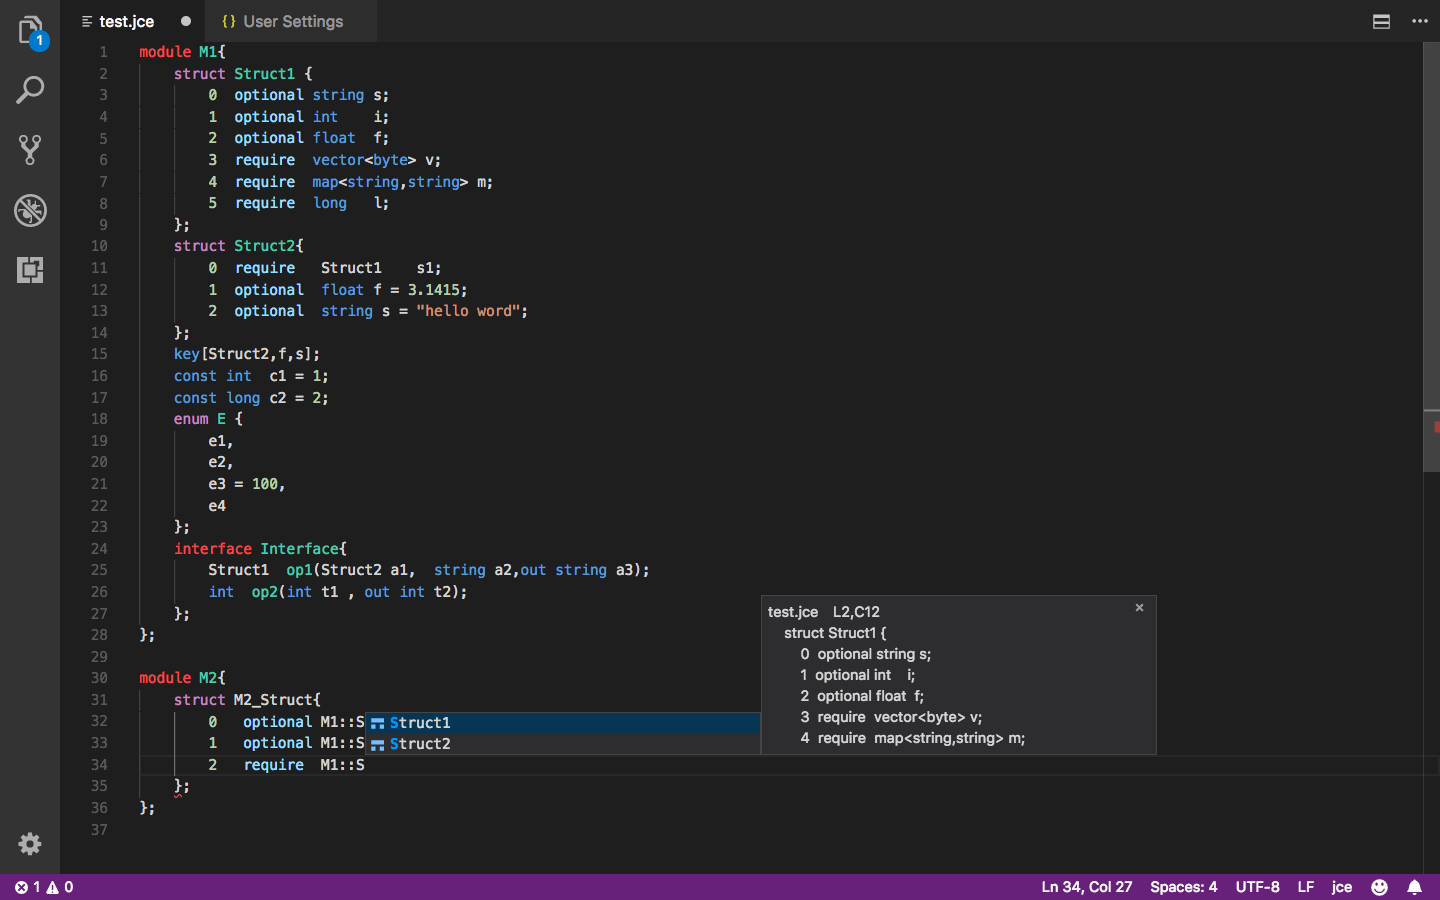 1
test.jce
{} User Settings
1 module M1{
2 struct Struct1 {
3 0 optional string s;
4 1 optional int i;
5 2 optional float f;
6 3 require vector<byte> v;
7 4 require map<string,string> m;
8 5 require long l;
9 };
10 struct Struct2{
11 0 require Struct1 s1;
12 1 optional float f = 3.1415;
13 2 optional string s = "hello word";
14 };
15 key[Struct2,f,s];
16 const int c1 = 1;
17 const long c2 = 2;
18 enum E {
19 e1,
20 e2,
21 e3 = 100,
22 e4
23 };
24 interface Interface{
25 Struct1 op1(Struct2 a1, string a2,out string a3);
26 int op2(int t1 , out int t2);
27 };
28 };
29
30 module M2{
31 struct M2_Struct{
32 0 optional M1::S
33 1 optional M1::S
34 2 require M1::S
35 };
36 };
37
Struct1
Struct2
test.jce L2,C12
struct Struct1 {
0 optional string s;
1 optional int i;
2 optional float f;
3 require vector<byte> v;
4 require map<string,string> m;
1 0
Ln 34, Col 27 Spaces: 4 UTF-8 LF jce